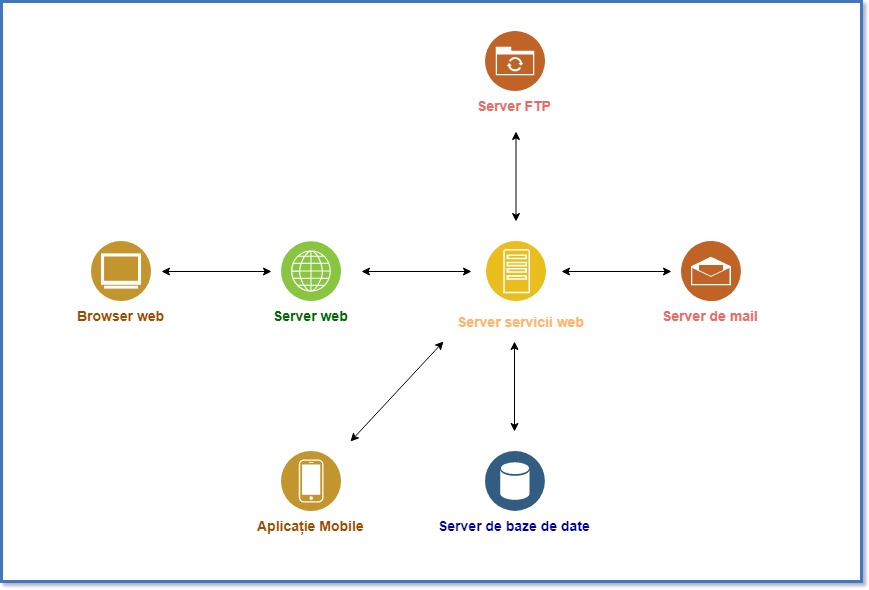 Server FTP
Browser web
Server web
Server servicii web
Server de mail
Aplicație Mobile
Server de baze de date